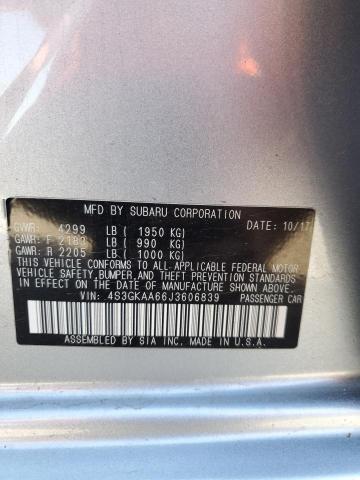 MFD BY SUBARU CORPORATION
GVWR: 4299 LB ( 1950 KG) DATE: 10/17
GAWR: F 2183 LB ( 990 KG)
GAWR: R 2205 LB ( 1000 KG)
THIS VEHICLE CONFORMS TO ALL APPLICABLE FEDERAL MOTOR
VEHICLE SAFETY, BUMPER, AND THEFT PREVENTION STANDARDS
IN EFFECT ON THE DATE OF MANUFACTURE SHOWN ABOVE.
VIN: 4S3GKAA66J3606839 PASSENGER CAR
ASSEMBLED BY SIA INC. MADE IN U.S.A.